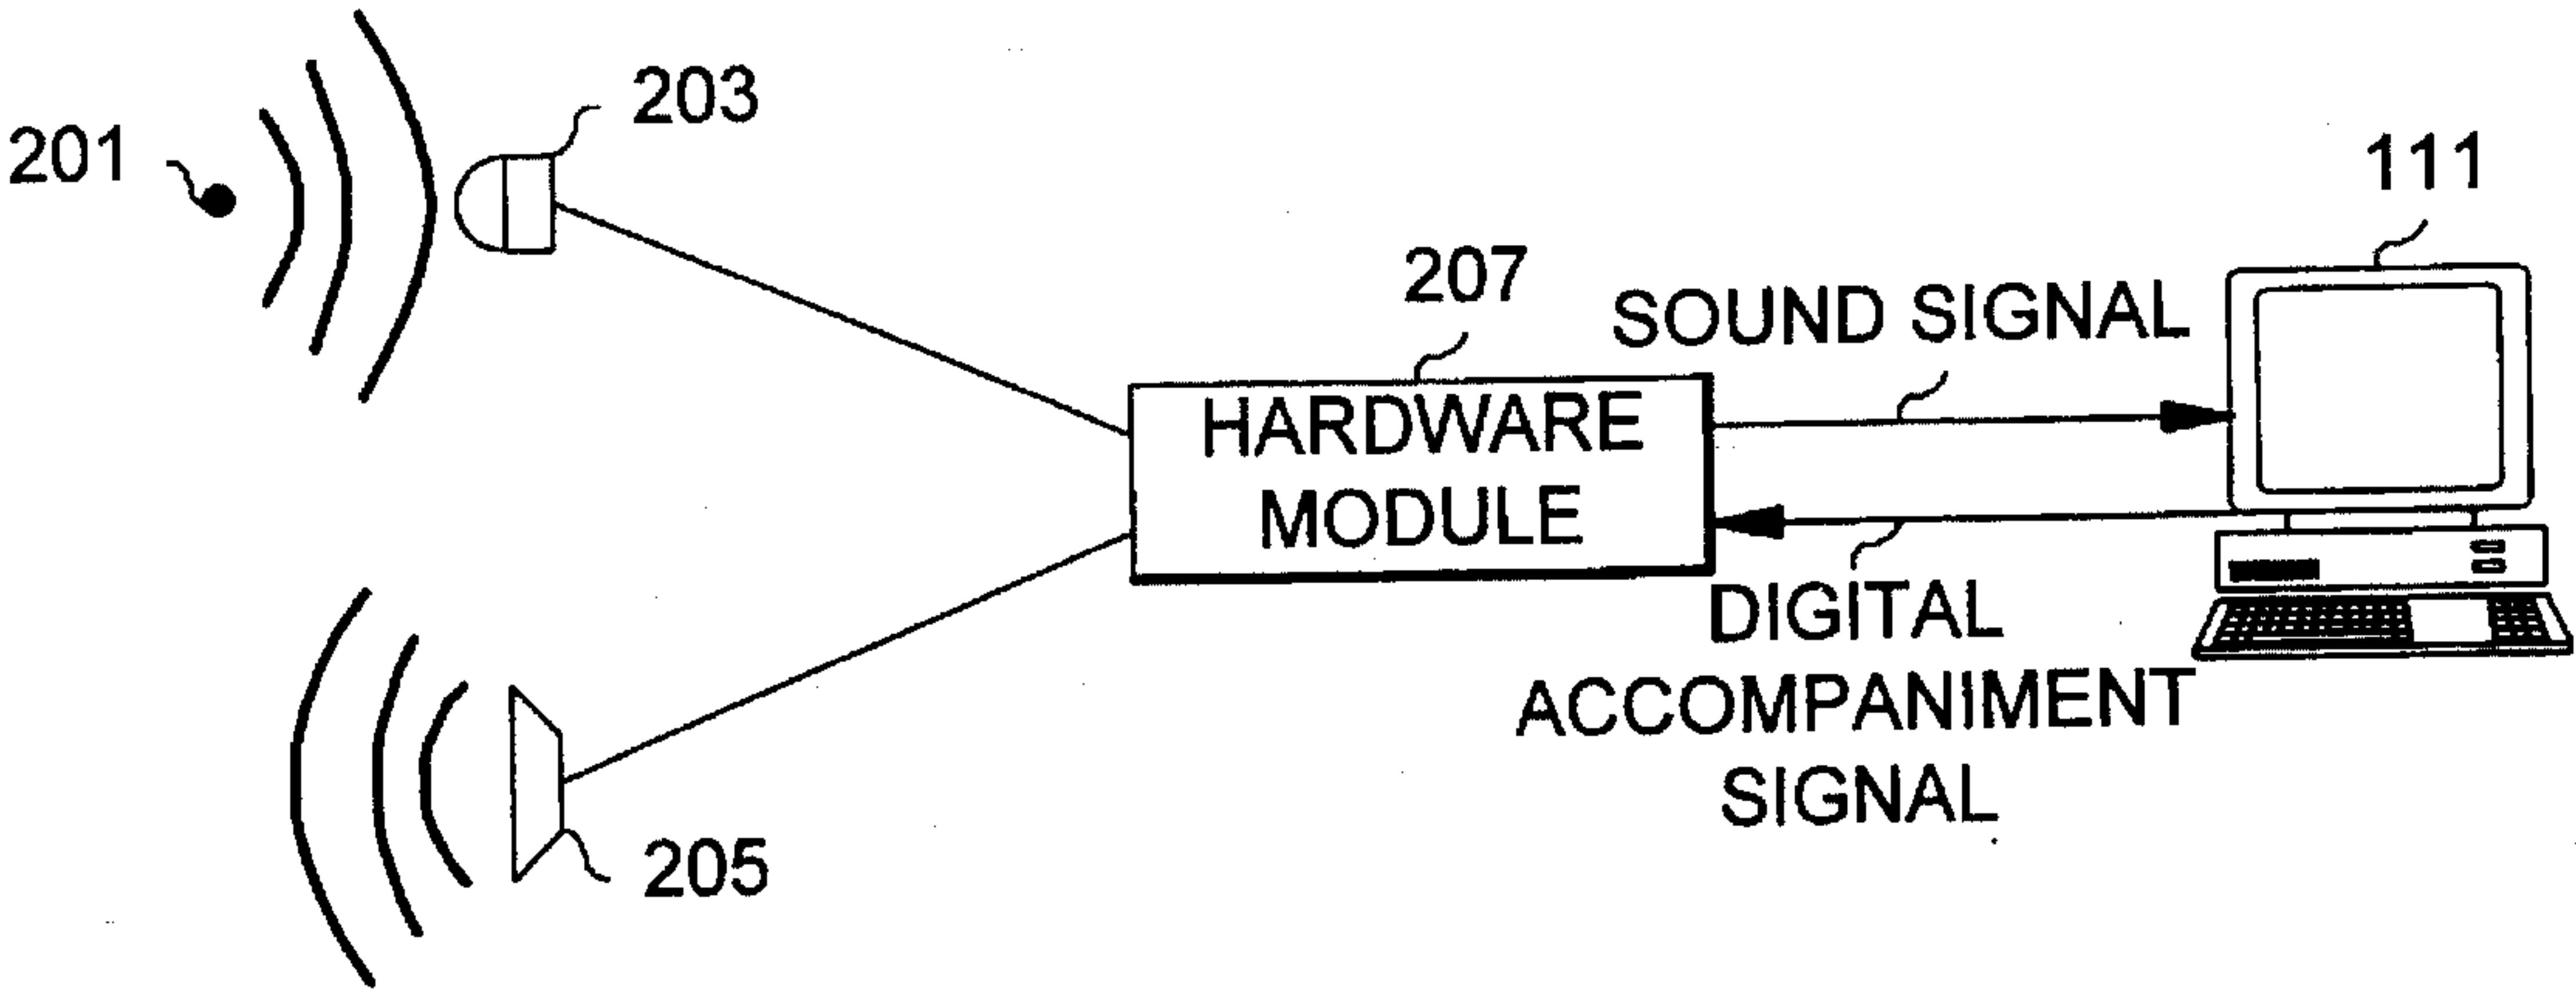 203
201
111
207
SOUND SIGNAL
HARDWARE
MODULE
DIGITAL
ACCOMPANIMENT
SIGNAL
205